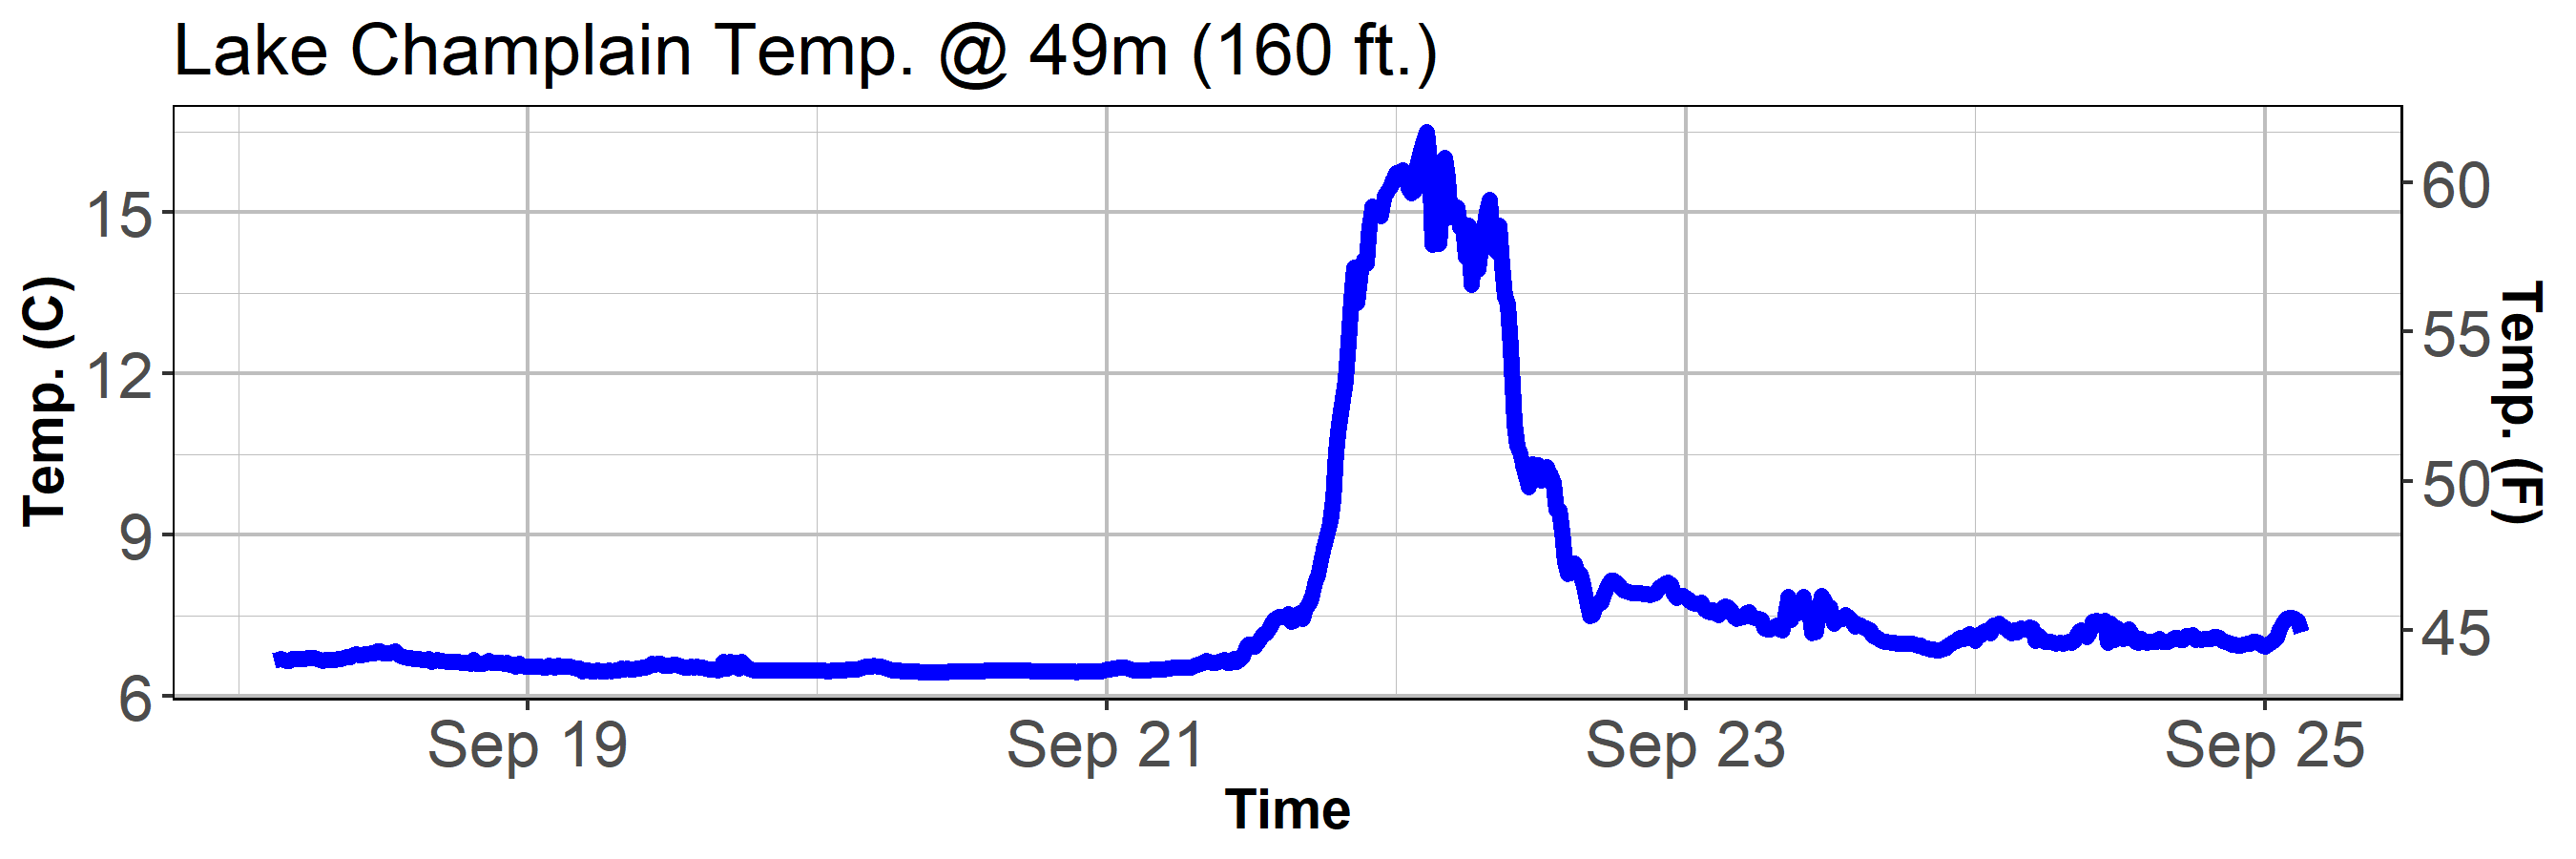 Lake Champlain Temp. @ 49m (160 ft.)
Temp. (C)
15
12
9
6
60
55
50
45
Temp. (F)
Sep 19
Sep 21
Sep 23
Sep 25
Time